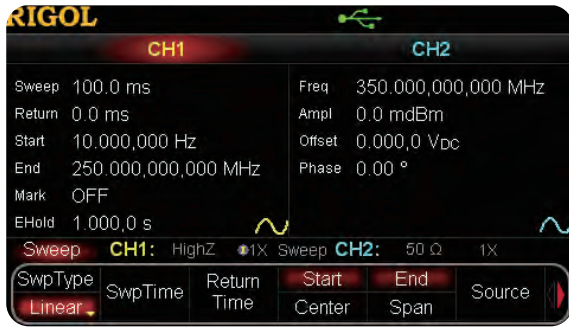 RIGOL
CH1 CH2
Sweep 100.0 ms
Return 0.0 ms
Start 10.000,000 Hz
End 250.000,000,000 MHz
Mark OFF
EHold 1.000,0 s
Freq 350.000,000,000 MHz
Ampl 0.0 mdBm
Offset 0.000,0 VDC
Phase 0.00 °
Sweep CH1: HighZ 1X Sweep CH2: 50 Ω 1X
SwpType
Linear
SwpTime
Return
Time
Start
Center
End
Span
Source